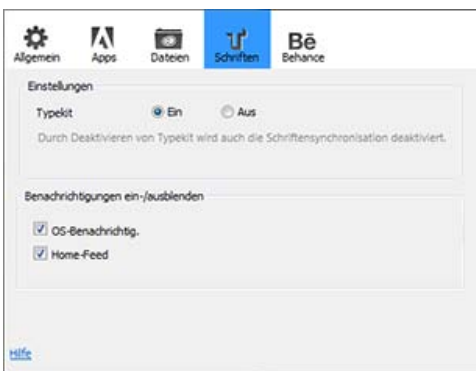 Allgemein Apps Dateien Schriften Behance
Einstellungen
Typekit Ein Aus
Durch Deaktivieren von Typekit wird auch die Schriftensynchronisation deaktiviert.
Benachrichtigungen ein-/ausblenden
OS-Benachrichtig.
Home-Feed
Hilfe